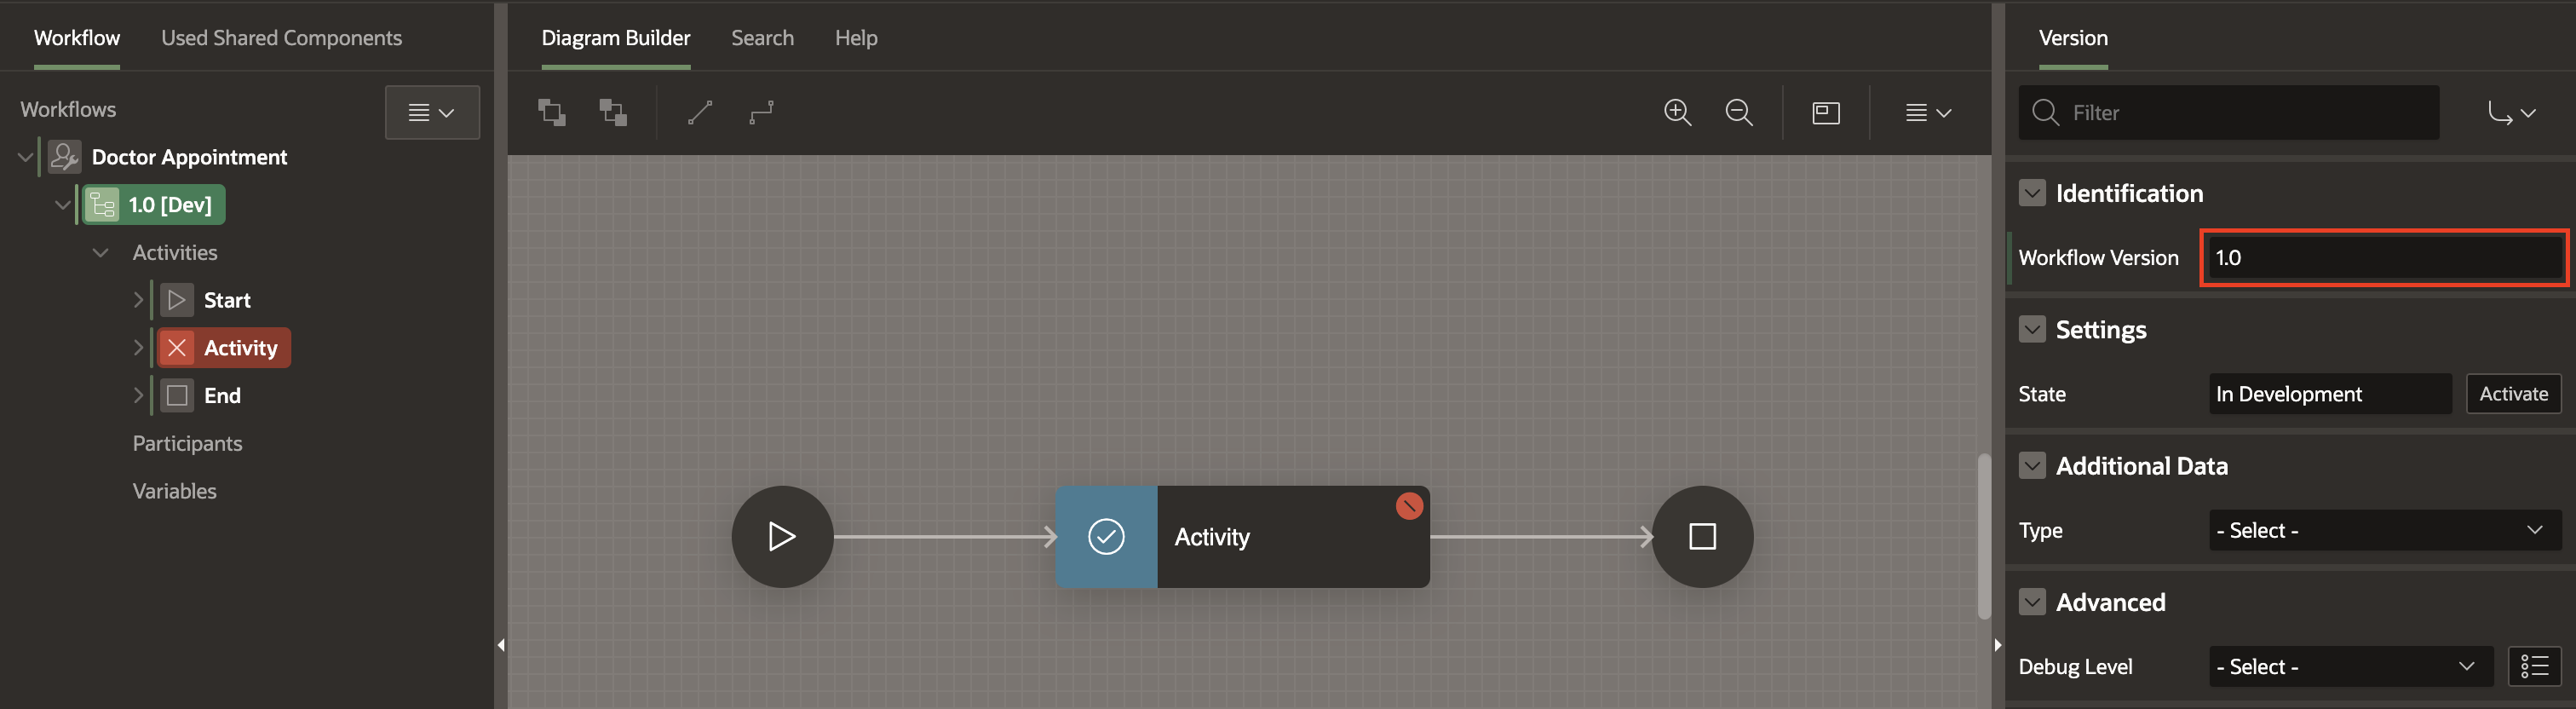 Workflow
Used Shared Components
Workflows
Doctor Appointment
1.0 [Dev]
Activities
Start
Activity
End
Participants
Variables
Diagram Builder
Search
Help
Activity
Version
Filter
Identification
Workflow Version
1.0
Settings
State
In Development
Activate
Additional Data
Type
- Select -
Advanced
Debug Level
- Select -